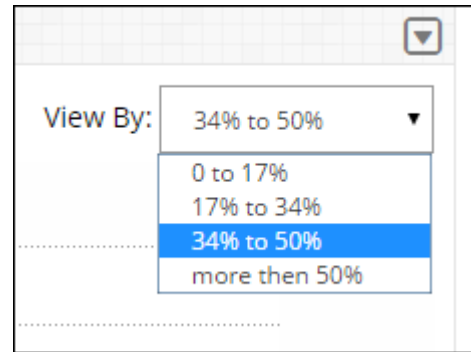 View By: 34% to 50%
0 to 17%
17% to 34%
34% to 50%
more then 50%